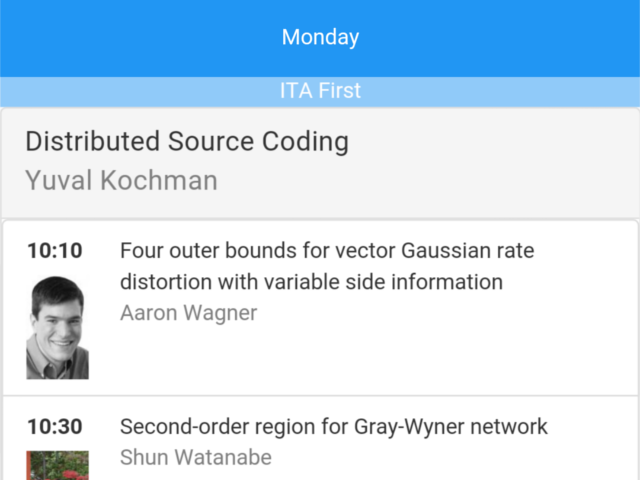 Monday
ITA First
Distributed Source Coding
Yuval Kochman
10:10
Four outer bounds for vector Gaussian rate
distortion with variable side information
Aaron Wagner
10:30
Second-order region for Gray-Wyner network
Shun Watanabe